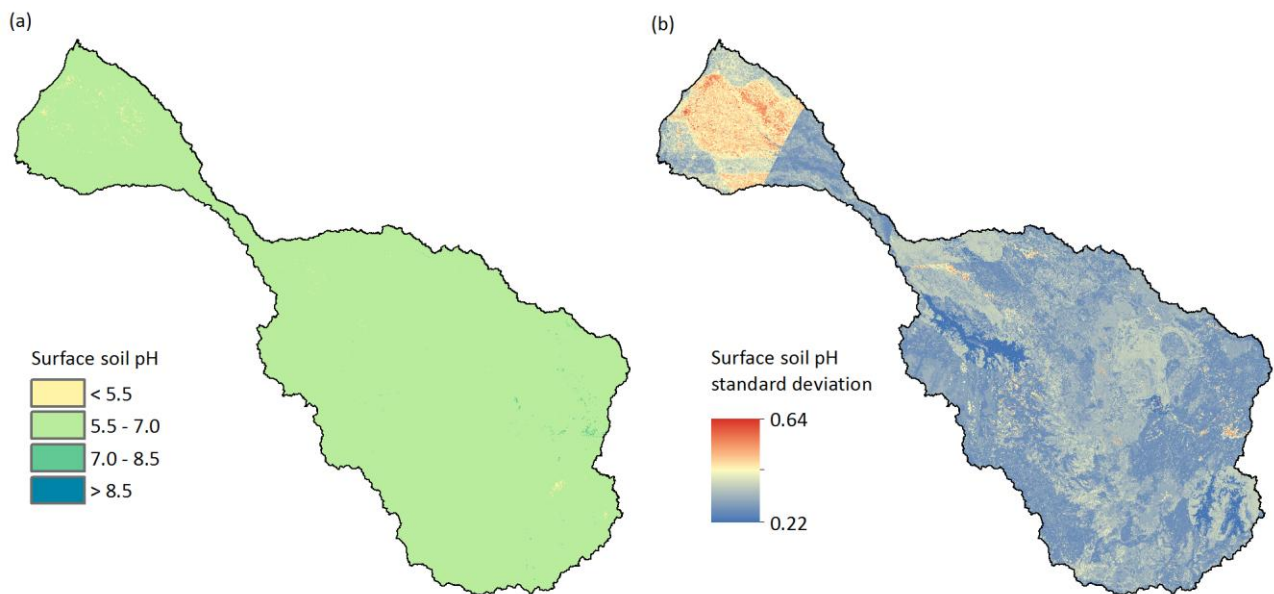 (a)
(b)
Surface soil pH
< 5.5
5.5 - 7.0
7.0 - 8.5
> 8.5
Surface soil pH
standard deviation
0.64
0.22